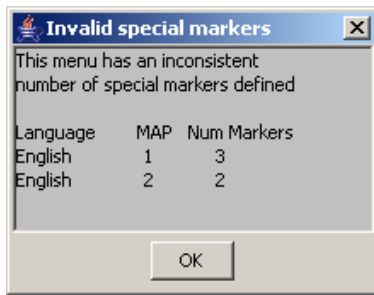 Invalid special markers
This menu has an inconsistent
number of special markers defined
Language MAP Num Markers
English 1 3
English 2 2
OK